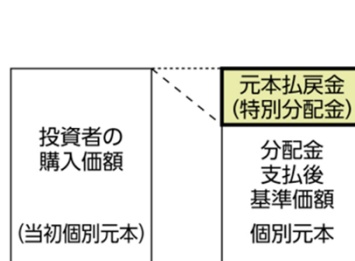 投資者の
購入価額
(当初個別元本)
元本払戻金
(特別分配金)
分配金
支払後
基準価額
個別元本